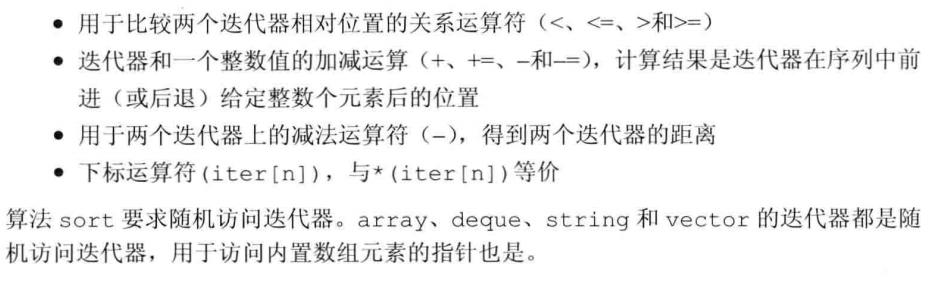 • 用于比较两个迭代器相对位置的关系运算符（<、<=、>和>=）
• 迭代器和一个整数值的加减运算（+、+=、-和-=），计算结果是迭代器在序列中前
进（或后退）给定整数个元素后的位置
• 用于两个迭代器上的减法运算符（-），得到两个迭代器的距离
• 下标运算符(iter[n])，与*(iter[n])等价
算法 sort 要求随机访问迭代器。array、deque、string 和 vector 的迭代器都是随
机访问迭代器，用于访问内置数组元素的指针也是。